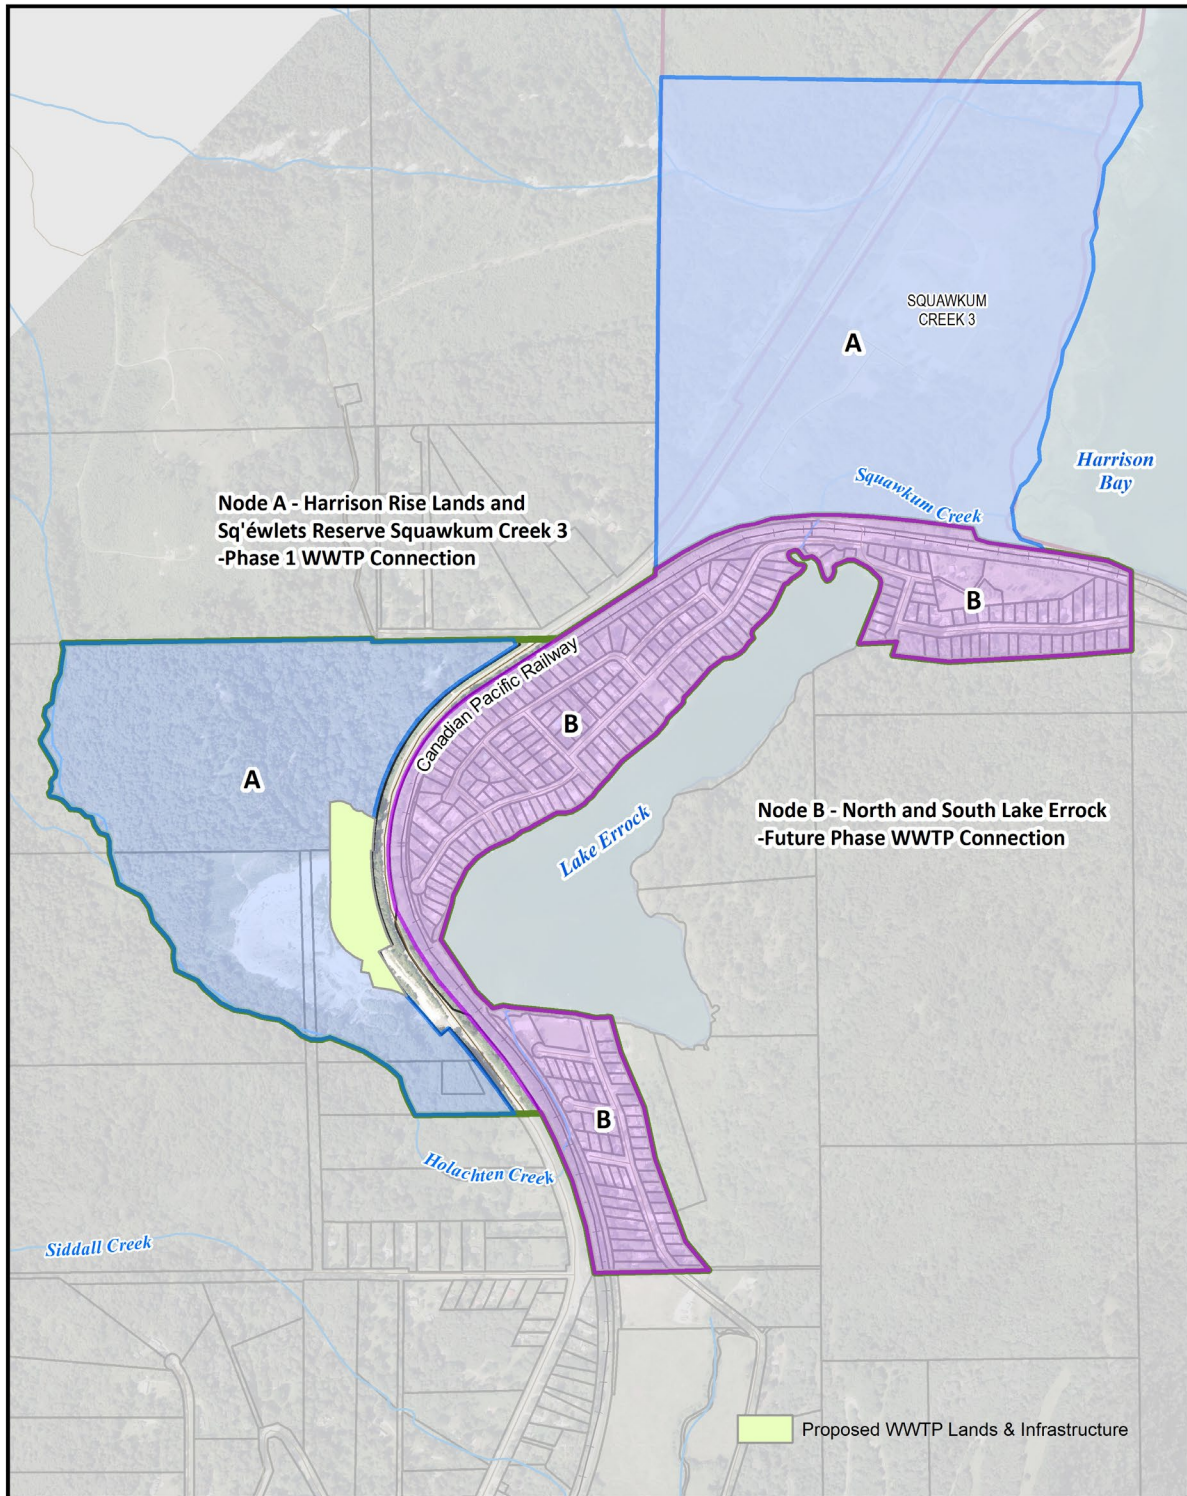 SQUAWKUM
CREEK 3
A
Harrison
Bay
Squawkum Creek
Node A - Harrison Rise Lands and
Sq'éwlets Reserve Squawkum Creek 3
-Phase 1 WWTP Connection
B
Canadian Pacific Railway
B
A
Node B - North and South Lake Errock
-Future Phase WWTP Connection
Lake Errock
B
Holachten Creek
Siddall Creek
Proposed WWTP Lands & Infrastructure